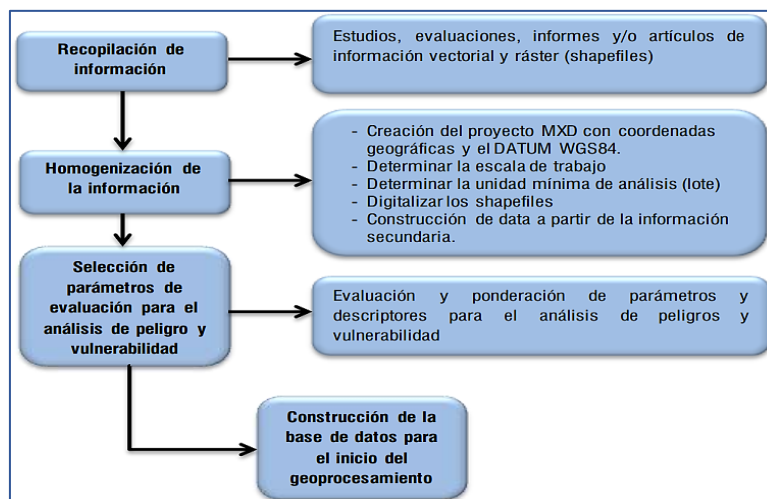 Recopilación de
información
Estudios, evaluaciones, informes y/o artículos de
información vectorial y ráster (shapefiles)
Homogenización de
la información
- Creación del proyecto MXD con coordenadas
geográficas y el DATUM WGS84.
- Determinar la escala de trabajo
- Determinar la unidad mínima de análisis (lote)
- Digitalizar los shapefiles
- Construcción de data a partir de la información
secundaria.
Selección de
parámetros de
evaluación para el
análisis de peligro y
vulnerabilidad
Evaluación y ponderación de parámetros y
descriptores para el análisis de peligros y
vulnerabilidad
Construcción de la
base de datos para
el inicio del
geoprocesamiento